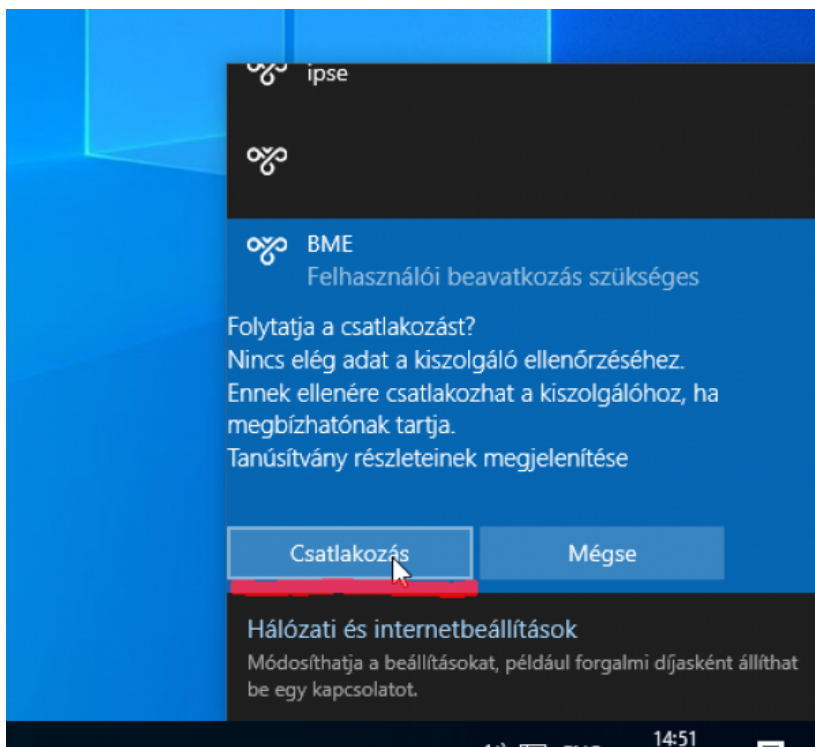 ipse
BME
Felhasználói beavatkozás szükséges
Folytatja a csatlakozást?
Nincs elég adat a kiszolgáló ellenőrzéséhez.
Ennek ellenére csatlakozhat a kiszolgálóhoz, ha
megbízhatónak tartja.
Tanúsítvány részleteinek megjelenítése
Csatlakozás Mégse
Hálózati és internetbeállítások
Módosíthatja a beállításokat, például forgalmi díjasként állíthat
be egy kapcsolatot.
14:51